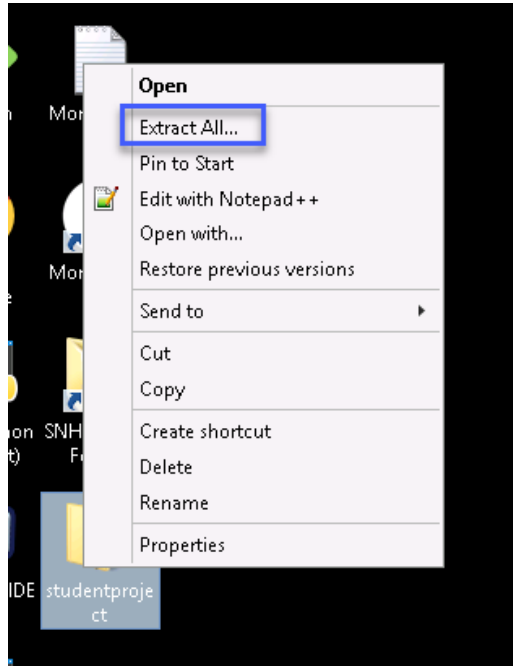 Mor
Open
Extract All...
Pin to Start
Edit with Notepad++
Open with...
Mor
Restore previous versions
Send to
Cut
Copy
on SNH
Create shortcut
t) F
Delete
Rename
Properties
IDE studentproje
ct